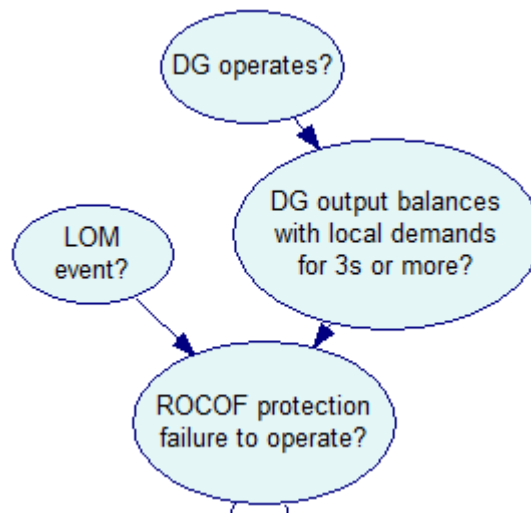 DG operates?
DG output balances
with local demands
for 3s or more?
LOM
event?
ROCOF protection
failure to operate?